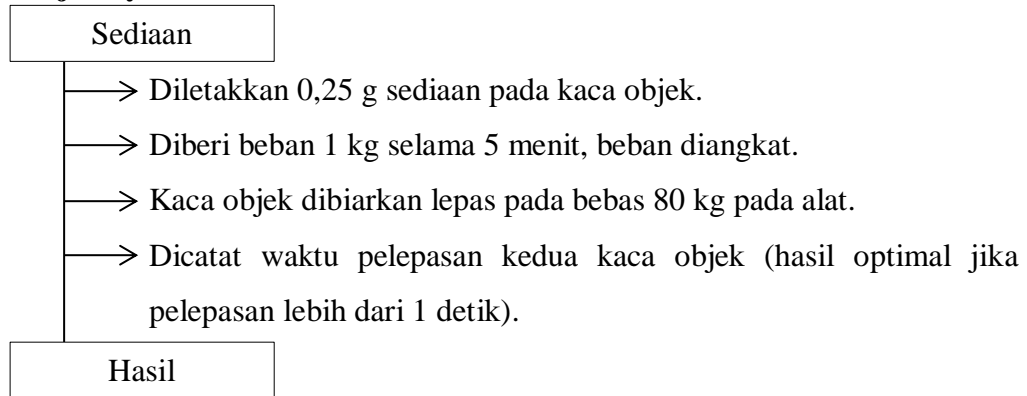 Sediaan
Diletakkan 0,25 g sediaan pada kaca objek.
Diberi beban 1 kg selama 5 menit, beban diangkat.
Kaca objek dibiarkan lepas pada bebas 80 kg pada alat.
Dicatat waktu pelepasan kedua kaca objek (hasil optimal jika
pelepasan lebih dari 1 detik).
Hasil